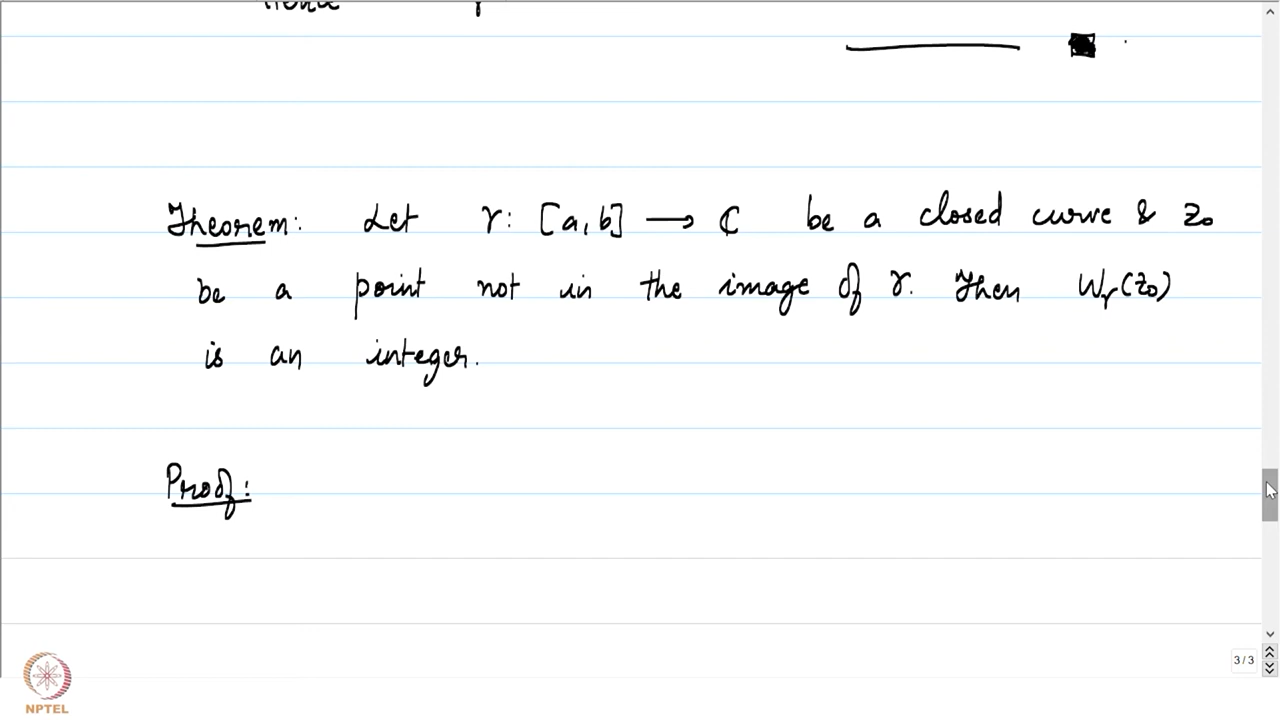 Theorem: Let γ: [a, b] ⟶ ℂ be a closed curve & z₀
be a point not in the image of γ. Then W_γ(z₀)
is an integer.
Proof:
3 / 3
NPTEL